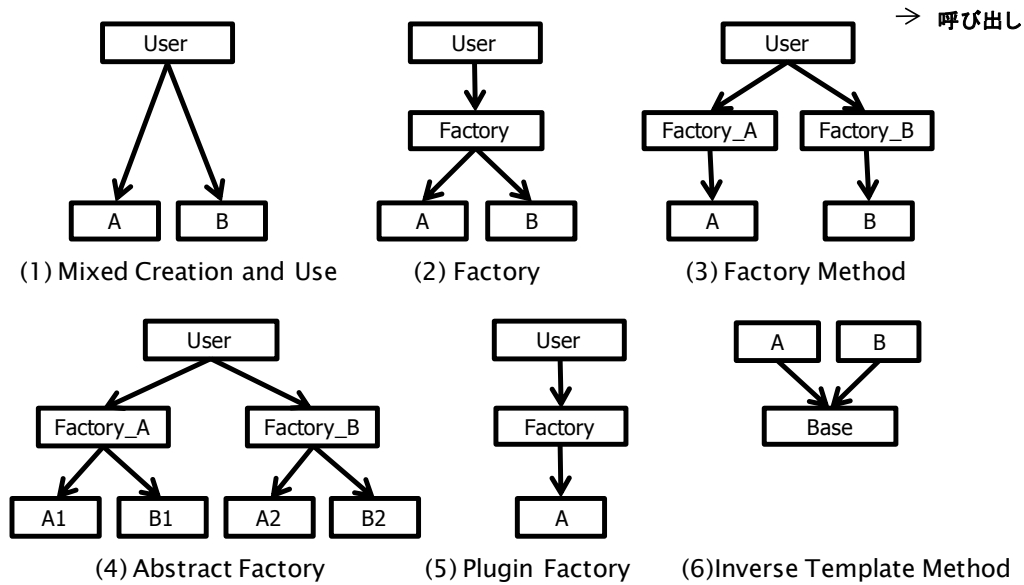 → 呼び出し
User
User
User
Factory
Factory_A
Factory_B
A
B
A
B
A
B
(1) Mixed Creation and Use
(2) Factory
(3) Factory Method
User
User
A
B
Factory_A
Factory_B
Factory
Base
A1
B1
A2
B2
A
(4) Abstract Factory
(5) Plugin Factory
(6)Inverse Template Method